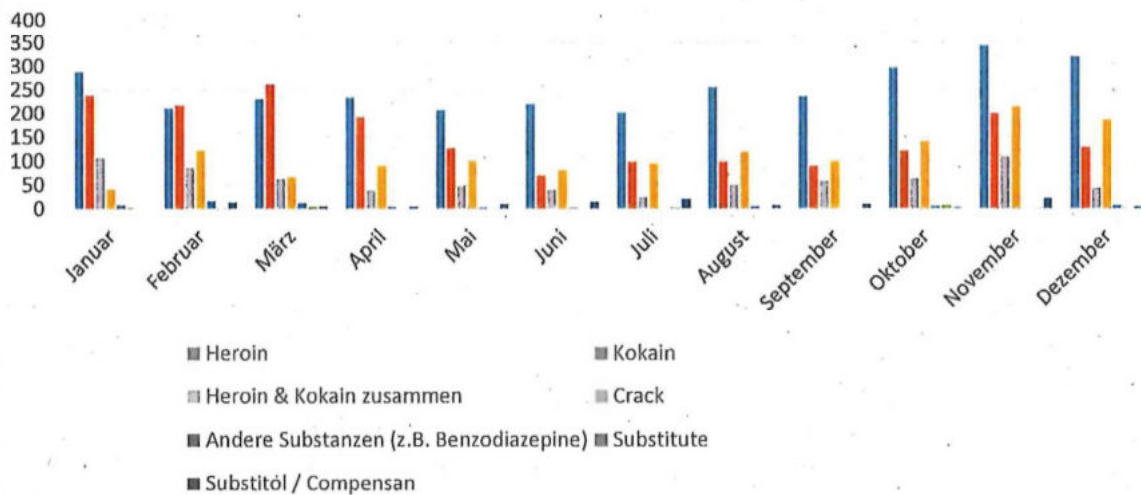 400
350
300
250
200
150
100
50
0
Januar Februar März April Mai Juni Juli August September Oktober November Dezember
Heroin Kokain
Heroin & Kokain zusammen Crack
Andere Substanzen (z.B. Benzodiazepine) Substitute
Substitol / Compensan